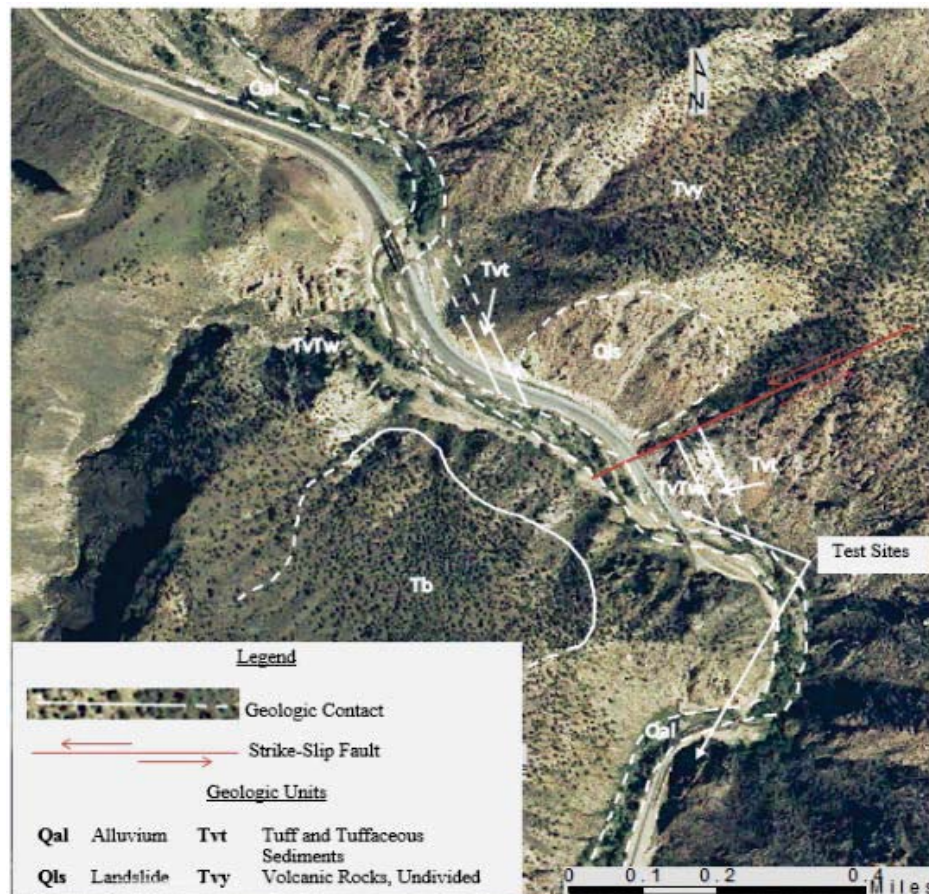 N
Qal
Tvy
Tvt
Qls
TvTw
Tvt
Test Sites
Tb
Qal
Legend
Geologic Contact
Strike-Slip Fault
Geologic Units
Qal Alluvium Tvt Tuff and Tuffaceous
Sediments
Qls Landslide Tvy Volcanic Rocks, Undivided
0 0.1 0.2 0.4
Miles